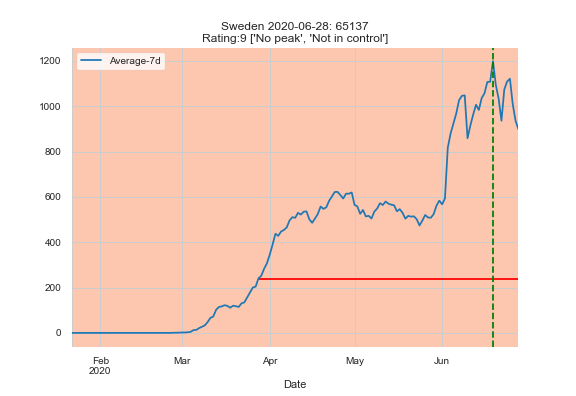 Sweden 2020-06-28: 65137
Rating:9 ['No peak', 'Not in control']
Average-7d
1200
1000
800
600
400
200
0
Feb Mar Apr May Jun
2020
Date